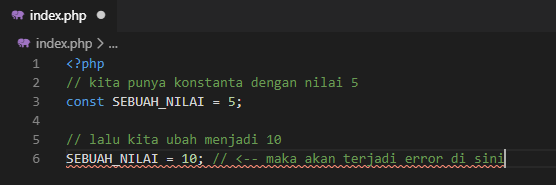 index.php
index.php > ...
1 <?php
2 // kita punya konstanta dengan nilai 5
3 const SEBUAH_NILAI = 5;
4
5 // lalu kita ubah menjadi 10
6 SEBUAH_NILAI = 10; // <-- maka akan terjadi error di sini